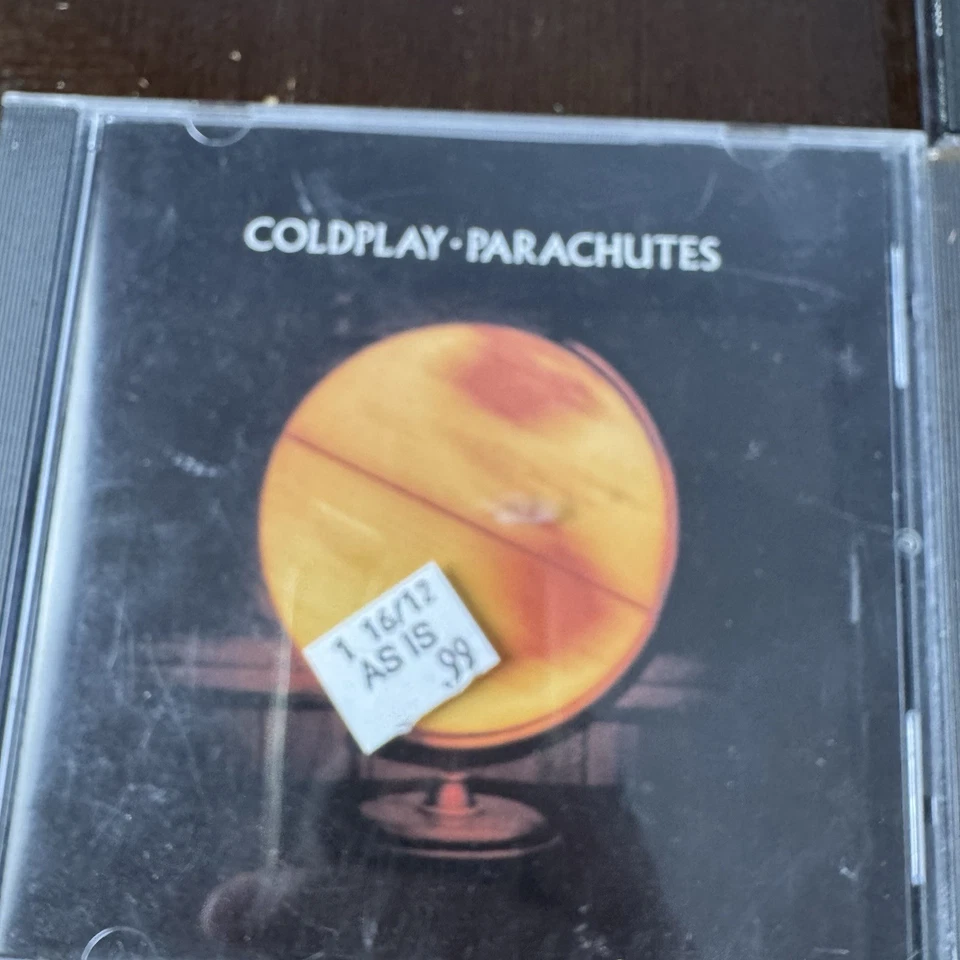 COLDPLAY·PARACHUTES
1 16/12
AS IS
.99